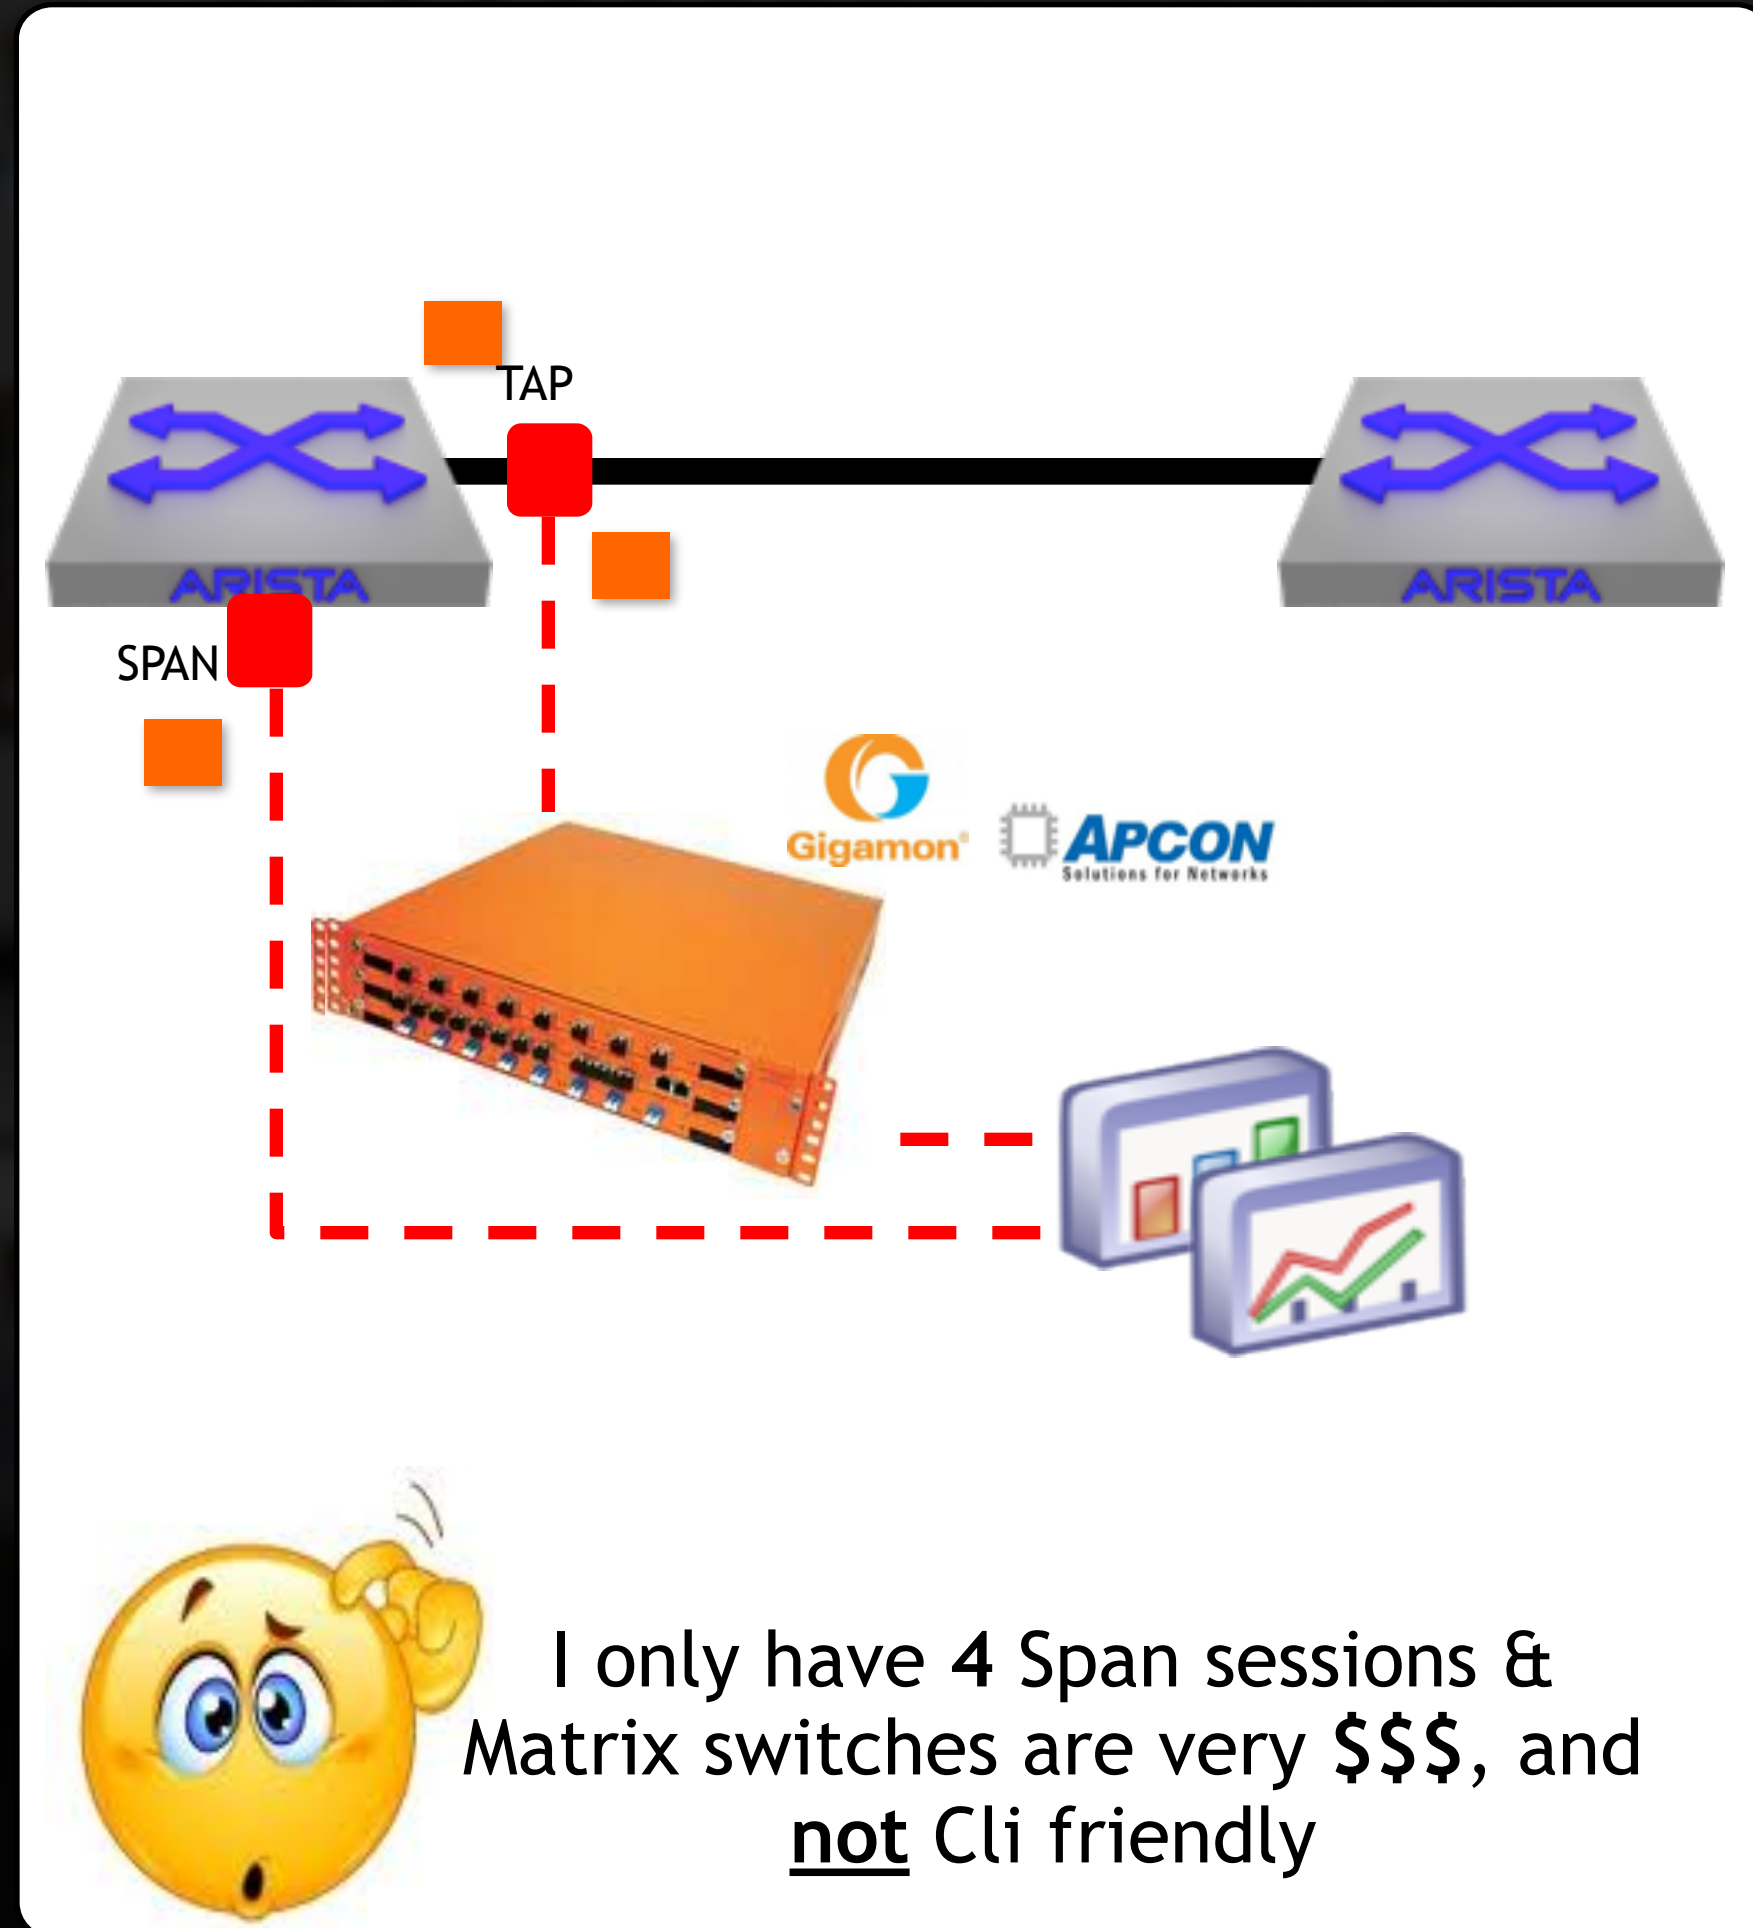 TAP
ARISTA
ARISTA
SPAN
Gigamon®
APCON
Solutions for Networks
I only have 4 Span sessions &
Matrix switches are very $$$, and
not Cli friendly